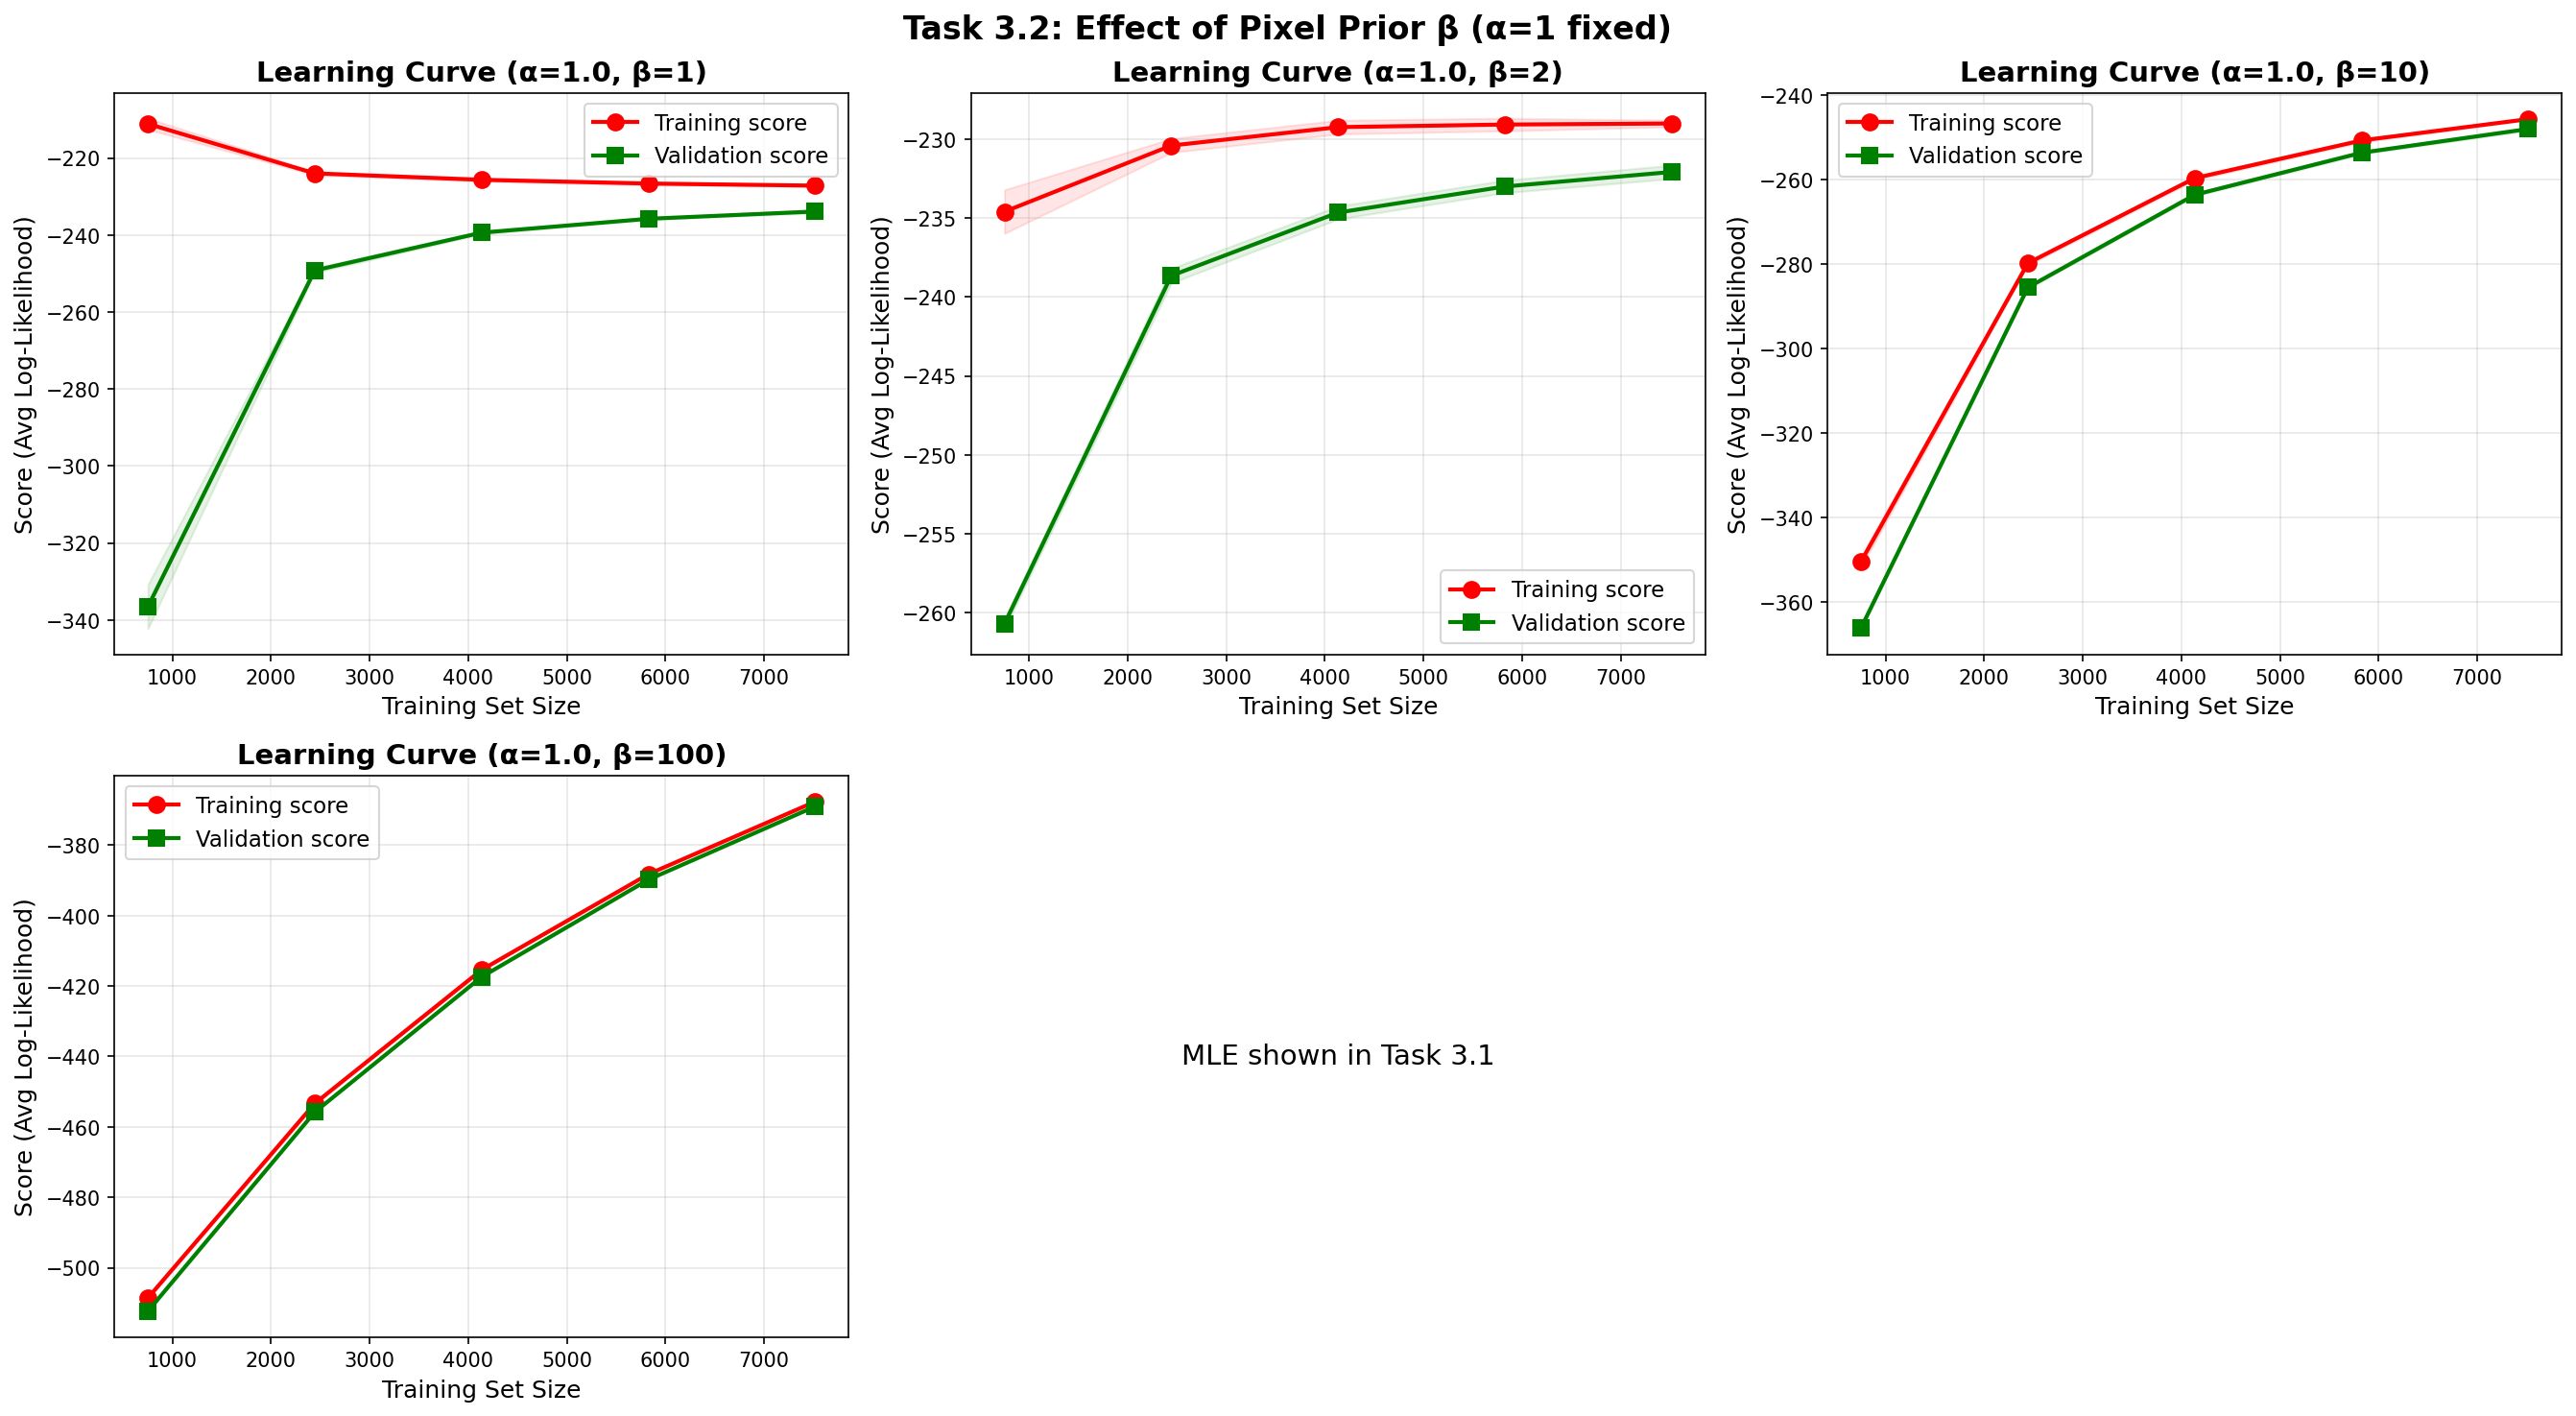 Task 3.2: Effect of Pixel Prior β (α=1 fixed)
Learning Curve (α=1.0, β=1)
Score (Avg Log-Likelihood)
−220
−240
−260
−280
−300
−320
−340
Training score
Validation score
1000 2000 3000 4000 5000 6000 7000
Training Set Size
Learning Curve (α=1.0, β=2)
Score (Avg Log-Likelihood)
−230
−235
−240
−245
−250
−255
−260
Training score
Validation score
1000 2000 3000 4000 5000 6000 7000
Training Set Size
Learning Curve (α=1.0, β=10)
Score (Avg Log-Likelihood)
−240
−260
−280
−300
−320
−340
−360
Training score
Validation score
1000 2000 3000 4000 5000 6000 7000
Training Set Size
Learning Curve (α=1.0, β=100)
Score (Avg Log-Likelihood)
−380
−400
−420
−440
−460
−480
−500
Training score
Validation score
1000 2000 3000 4000 5000 6000 7000
Training Set Size
MLE shown in Task 3.1